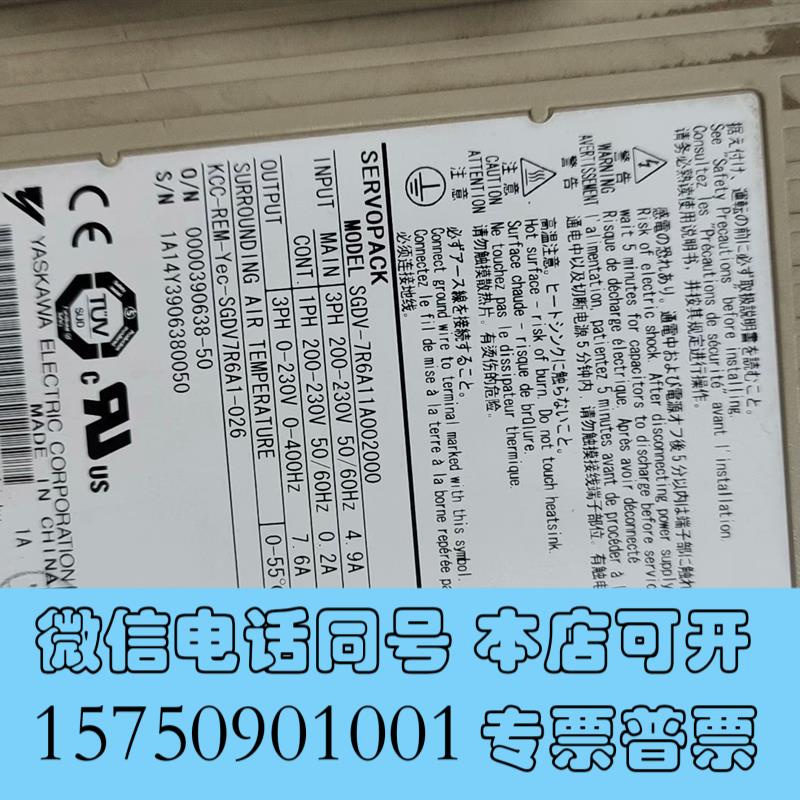 据え付け、運転の前に必ず取扱説明書を読むこと。
See "Safety Precautions" before installing.
Consultez les "Précautions de sécurité" avant l'installation
请务必熟读使用说明书，并按其规定进行操作。
警告
WARNING
AVERTISSEMENT
警告
感電の恐れあり。通電中および電源オフ後5分以内は端子部に触れ
Risk of electric shock. After disconnecting power supply
wait 5 minutes for capacitors to discharge before servic
Risque de décharge électrique. Après avoir déconnecté
l'alimentation, patientez 5 minutes avant de procéder à l
通电中以及切断电源5分钟内，请勿触摸接线端子部位。有触电
注意
CAUTION
ATTENTION
注意
高温注意。ヒートシンクに触らないこと。
Hot surface - risk of burn. Do not touch heatsink.
Surface chaude - risque de brûlure.
Ne touchez pas le dissipateur thermique.
请勿触摸散热片。有烫伤的危险。
必ずアース線を接続すること。
Connect ground wire to terminal marked with this symbol.
Connectez le fil de mise à la terre à la borne repérée pa
必须连接地线。
SERVOPACK
MODEL SGDV-7R6A11A002000
INPUT MAIN 3PH 200-230V 50/60Hz 4.9A
CONT. 1PH 200-230V 50/60Hz 0.2A
OUTPUT 3PH 0-230V 0-400Hz 7.6A
SURROUNDING AIR TEMPERATURE 0-55℃
KCC-REM-Yec-SGDV7R6A1-026
O/N 0000390638-50
S/N 1A14Y3906380050
CE
TÜV
SUD
C UR US
YASKAWA ELECTRIC CORPORATION
MADE IN CHINA
1A
微信电话同号 本店可开
15750901001 专票普票